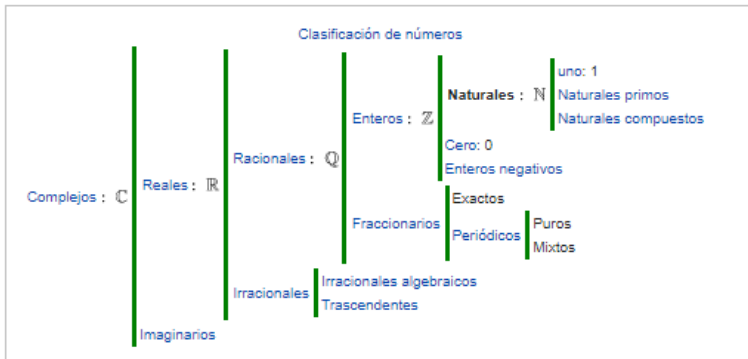 Clasificación de números
Complejos : ℂ
Reales : ℝ
Racionales : ℚ
Enteros : ℤ
Naturales : ℕ
uno: 1
Naturales primos
Naturales compuestos
Cero: 0
Enteros negativos
Fraccionarios
Exactos
Periódicos
Puros
Mixtos
Irracionales
Irracionales algebraicos
Trascendentes
Imaginarios